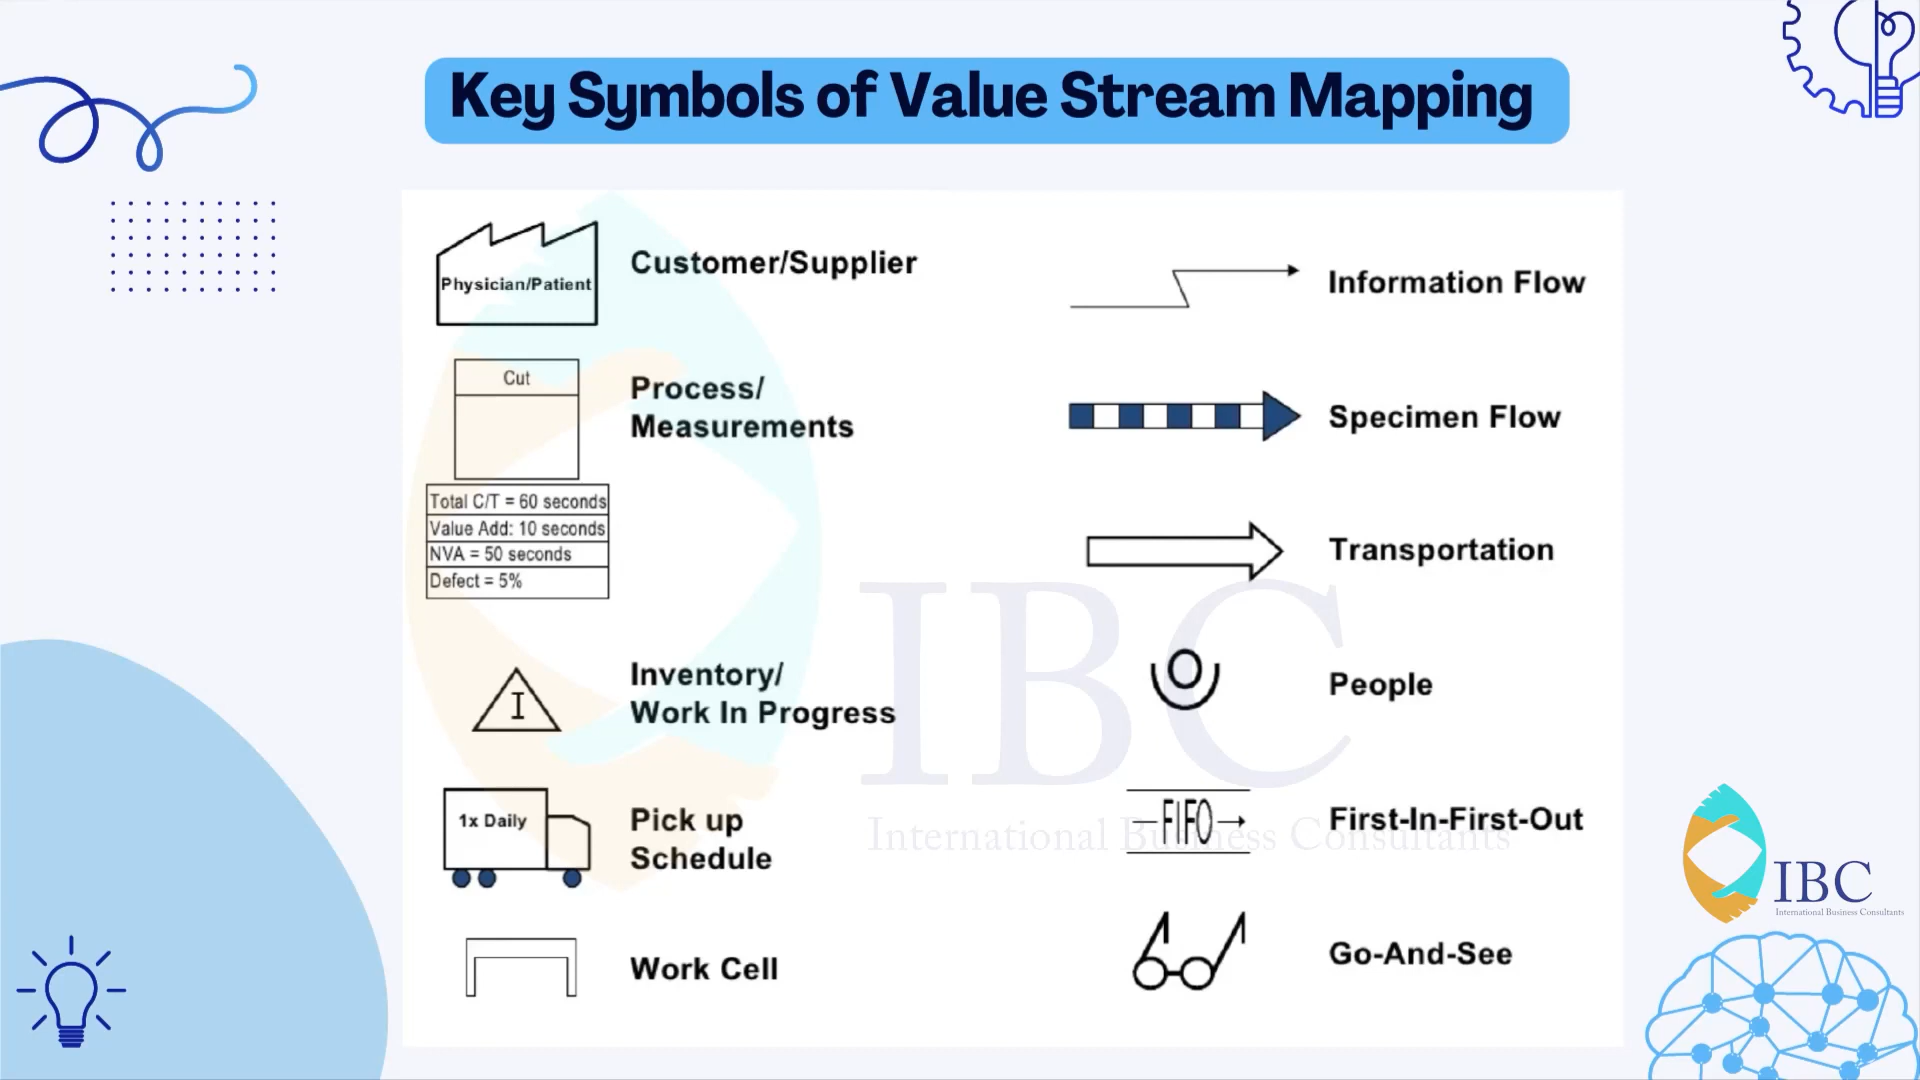 Key Symbols of Value Stream Mapping
Physician/Patient
Customer/Supplier
Cut
Process/
Measurements
Total C/T = 60 seconds
Value Add: 10 seconds
NVA = 50 seconds
Defect = 5%
I
Inventory/
Work In Progress
1x Daily
Pick up
Schedule
Work Cell
Information Flow
Specimen Flow
Transportation
People
FIFO
First-In-First-Out
Go-And-See
IBC
International Business Consultants
IBC
International Business Consultants